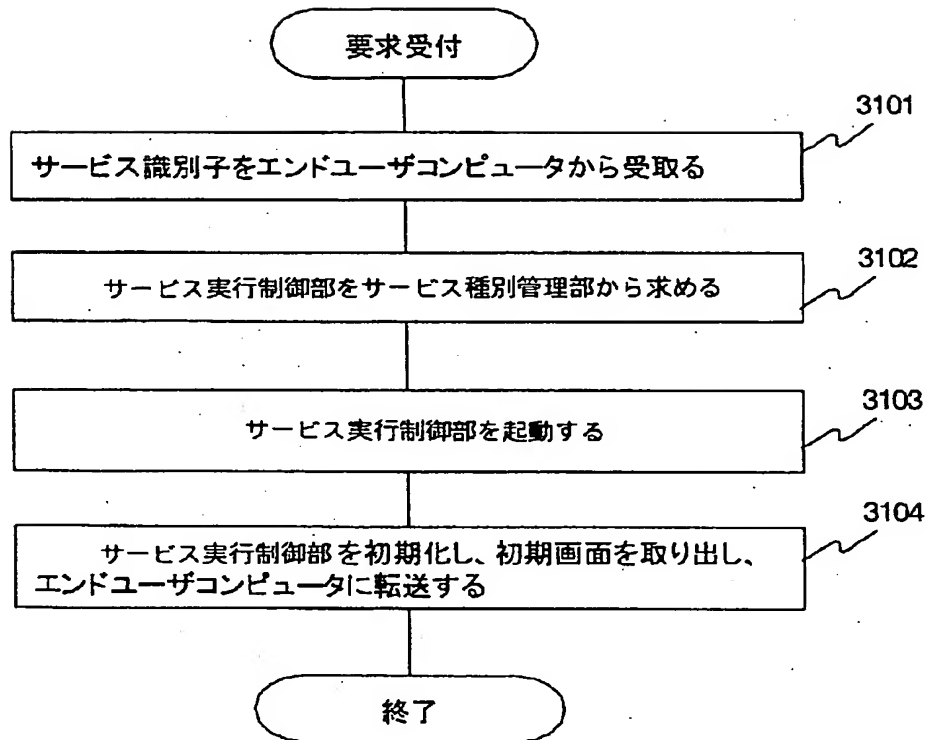 要求受付
3101
サービス識別子をエンドユーザコンピュータから受取る
3102
サービス実行制御部をサービス種別管理部から求める
3103
サービス実行制御部を起動する
3104
サービス実行制御部を初期化し、初期画面を取り出し、
エンドユーザコンピュータに転送する
終了